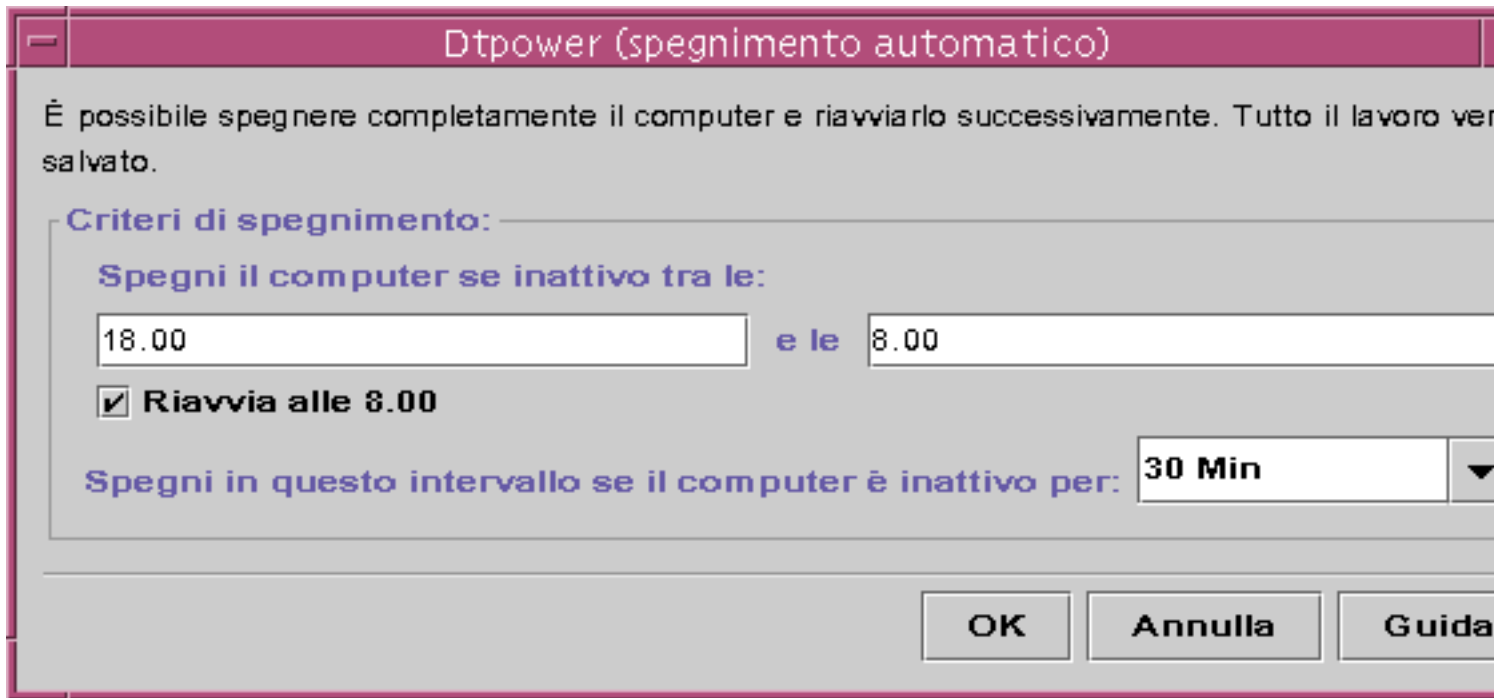 Dtpower (spegnimento automatico)
È possibile spegnere completamente il computer e riavviarlo successivamente. Tutto il lavoro ver
salvato.
Criteri di spegnimento:
Spegni il computer se inattivo tra le:
18.00 e le 8.00
Riavvia alle 8.00
Spegni in questo intervallo se il computer è inattivo per: 30 Min
OK Annulla Guida